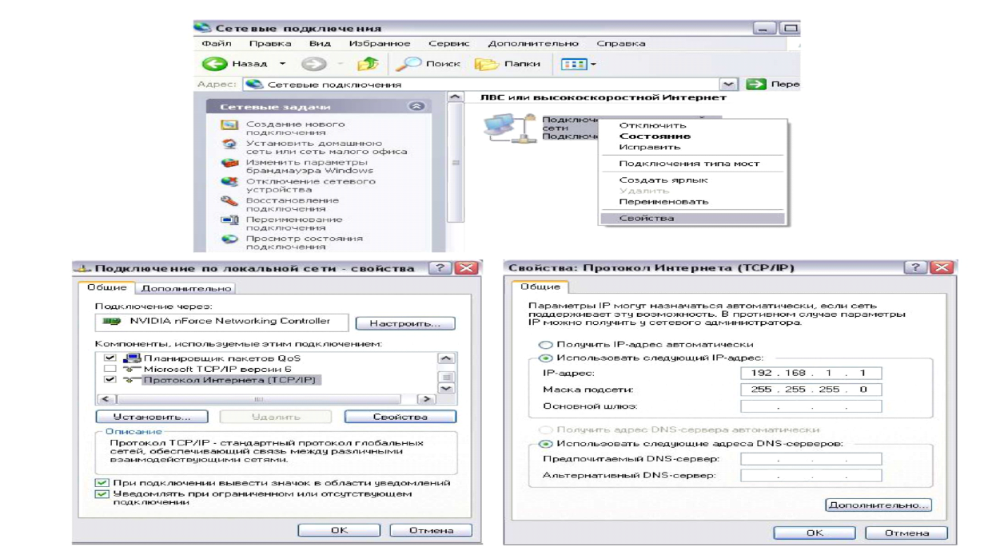 Сетевые подключения
Файл Правка Вид Избранное Сервис Дополнительно Справка
Назад Поиск Папки
Адрес: Сетевые подключения Пере
Сетевые задачи
Создание нового
подключения
Установить домашнюю
сеть или сеть малого офиса
Изменить параметры
брандмауэра Windows
Отключение сетевого
устройства
Восстановление
подключения
Переименование
подключения
Просмотр состояния
подключения
ЛВС или высокоскоростной Интернет
Подключе
сети
Подключ
Отключить
Состояние
Исправить
Подключения типа мост
Создать ярлык
Удалить
Переименовать
Свойства
Подключение по локальной сети - свойства
Общие Дополнительно
Подключение через:
NVIDIA nForce Networking Controller Настроить...
Компоненты, используемые этим подключением:
Планировщик пакетов QoS
Microsoft TCP/IP версии 6
Протокол Интернета (TCP/IP)
Установить... Удалить Свойства
Описание
Протокол TCP/IP - стандартный протокол глобальных
сетей, обеспечивающий связь между различными
взаимодействующими сетями.
При подключении вывести значок в области уведомлений
Уведомлять при ограниченном или отсутствующем
подключении
OK Отмена
Свойства: Протокол Интернета (TCP/IP)
Общие
Параметры IP могут назначаться автоматически, если сеть
поддерживает эту возможность. В противном случае параметры
IP можно получить у сетевого администратора.
Получить IP-адрес автоматически
Использовать следующий IP-адрес:
IP-адрес: 192 . 168 . 1 . 1
Маска подсети: 255 . 255 . 255 . 0
Основной шлюз: . . .
Получить адрес DNS-сервера автоматически
Использовать следующие адреса DNS-серверов:
Предпочитаемый DNS-сервер: . . .
Альтернативный DNS-сервер: . . .
Дополнительно...
OK Отмена